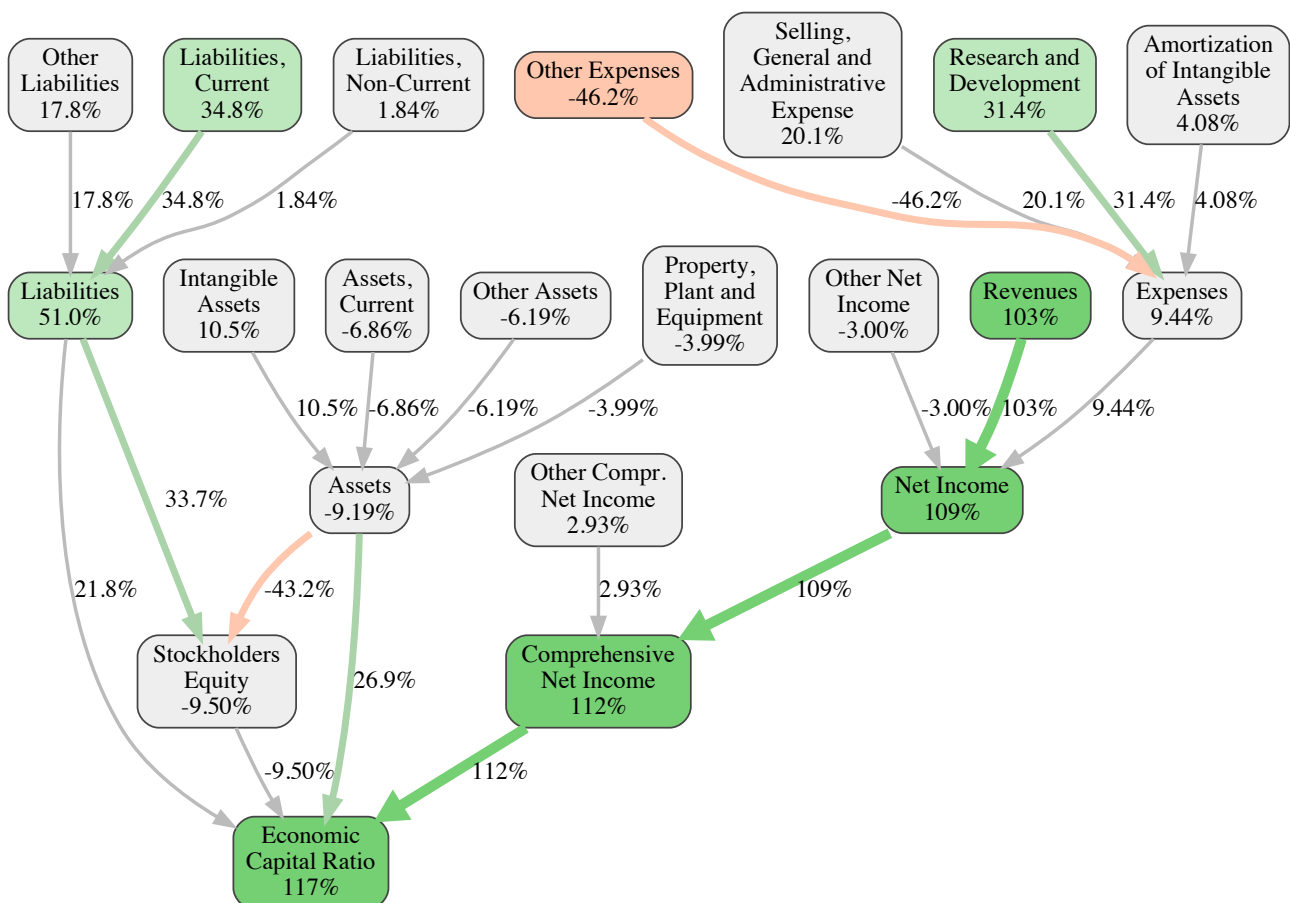 Other
Liabilities
17.8%
Liabilities,
Current
34.8%
Liabilities,
Non-Current
1.84%
Other Expenses
-46.2%
Selling,
General and
Administrative
Expense
20.1%
Research and
Development
31.4%
Amortization
of Intangible
Assets
4.08%
17.8%
34.8%
1.84%
-46.2%
20.1%
31.4%
4.08%
Liabilities
51.0%
Intangible
Assets
10.5%
Assets,
Current
-6.86%
Other Assets
-6.19%
Property,
Plant and
Equipment
-3.99%
Other Net
Income
-3.00%
Revenues
103%
Expenses
9.44%
10.5%
-6.86%
-6.19%
-3.99%
-3.00%
103%
9.44%
33.7%
Assets
-9.19%
Other Compr.
Net Income
2.93%
Net Income
109%
21.8%
-43.2%
2.93%
109%
Stockholders
Equity
-9.50%
26.9%
Comprehensive
Net Income
112%
-9.50%
112%
Economic
Capital Ratio
117%